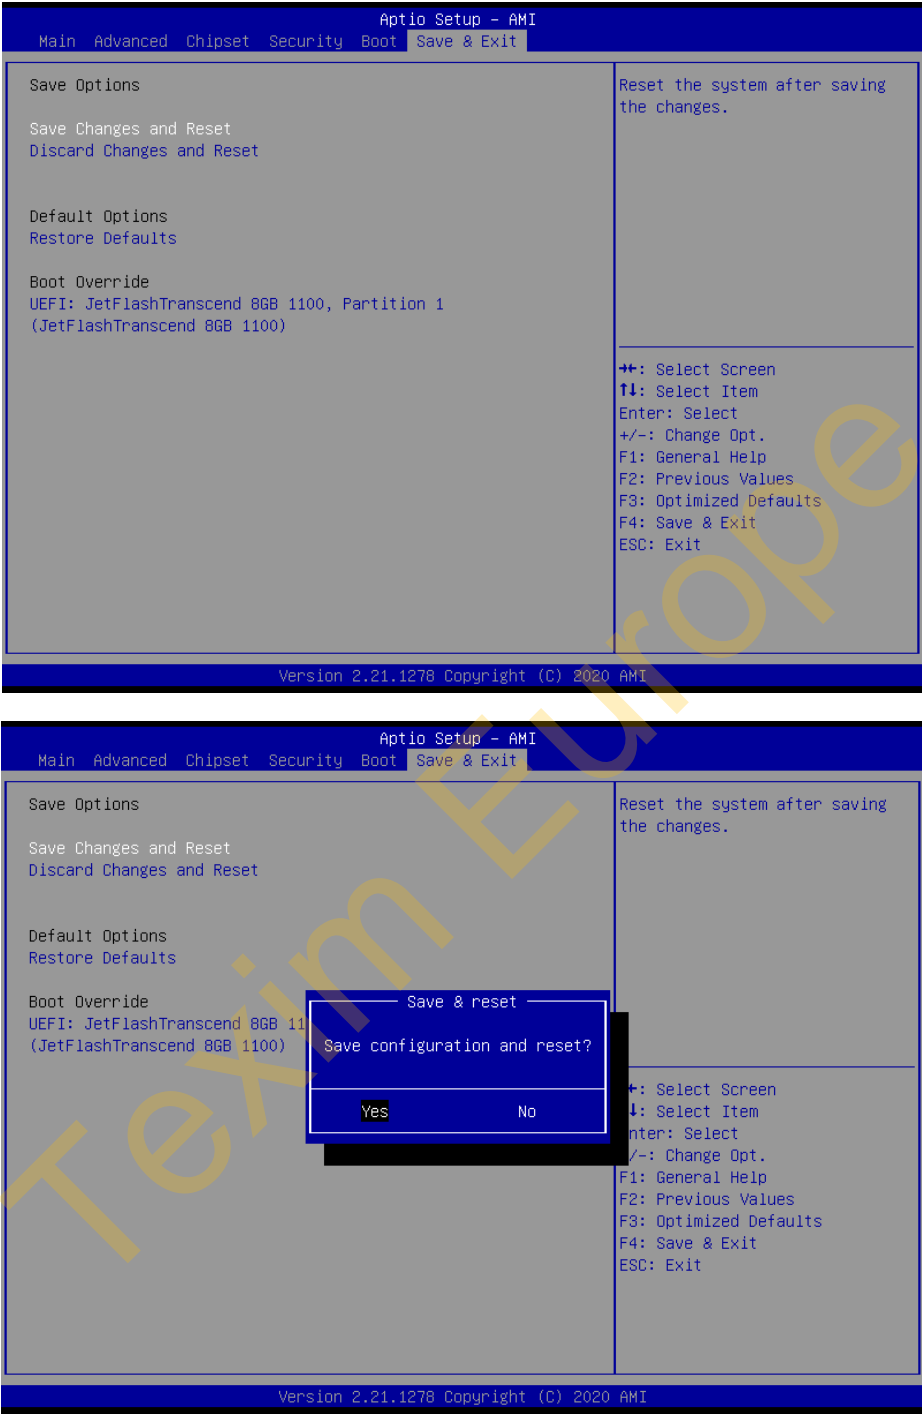 Aptio Setup – AMI
Main Advanced Chipset Security Boot Save & Exit
Save Options
Save Changes and Reset
Discard Changes and Reset
Default Options
Restore Defaults
Boot Override
UEFI: JetFlashTranscend 8GB 1100, Partition 1
(JetFlashTranscend 8GB 1100)
Reset the system after saving
the changes.
→←: Select Screen
↑↓: Select Item
Enter: Select
+/-: Change Opt.
F1: General Help
F2: Previous Values
F3: Optimized Defaults
F4: Save & Exit
ESC: Exit
Version 2.21.1278 Copyright (C) 2020 AMI
Aptio Setup – AMI
Main Advanced Chipset Security Boot Save & Exit
Save Options
Save Changes and Reset
Discard Changes and Reset
Default Options
Restore Defaults
Boot Override
UEFI: JetFlashTranscend 8GB 11
(JetFlashTranscend 8GB 1100)
Save & reset
Save configuration and reset?
Yes No
Reset the system after saving
the changes.
←: Select Screen
↓: Select Item
nter: Select
/-: Change Opt.
F1: General Help
F2: Previous Values
F3: Optimized Defaults
F4: Save & Exit
ESC: Exit
Version 2.21.1278 Copyright (C) 2020 AMI
Texim Europe